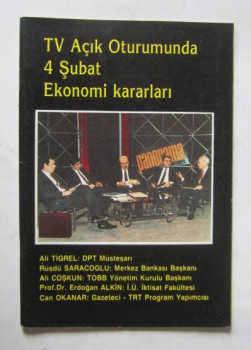 TV Açık Oturumunda
4 Şubat
Ekonomi kararları
panorama
Ali TİGREL: DPT Müsteşarı
Rüşdü SARACOGLU: Merkez Bankası Başkanı
Ali COŞKUN: TOBB Yönetim Kurulu Başkanı
Prof.Dr. Erdoğan ALKİN: İ.Ü. İktisat Fakültesi
Can OKANAR: Gazeteci - TRT Program Yapımcısı